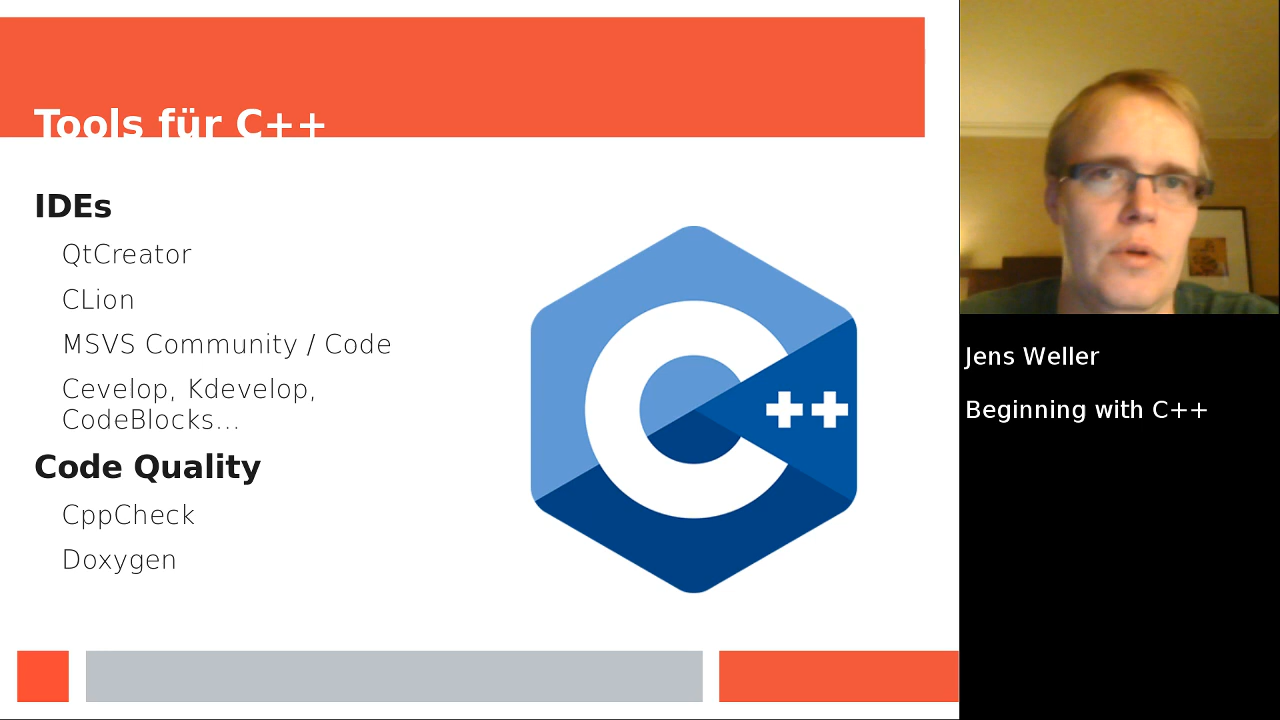 Tools für C++
IDEs
QtCreator
CLion
MSVS Community / Code
Cevelop, Kdevelop,
CodeBlocks...
Code Quality
CppCheck
Doxygen
C++
Jens Weller
Beginning with C++